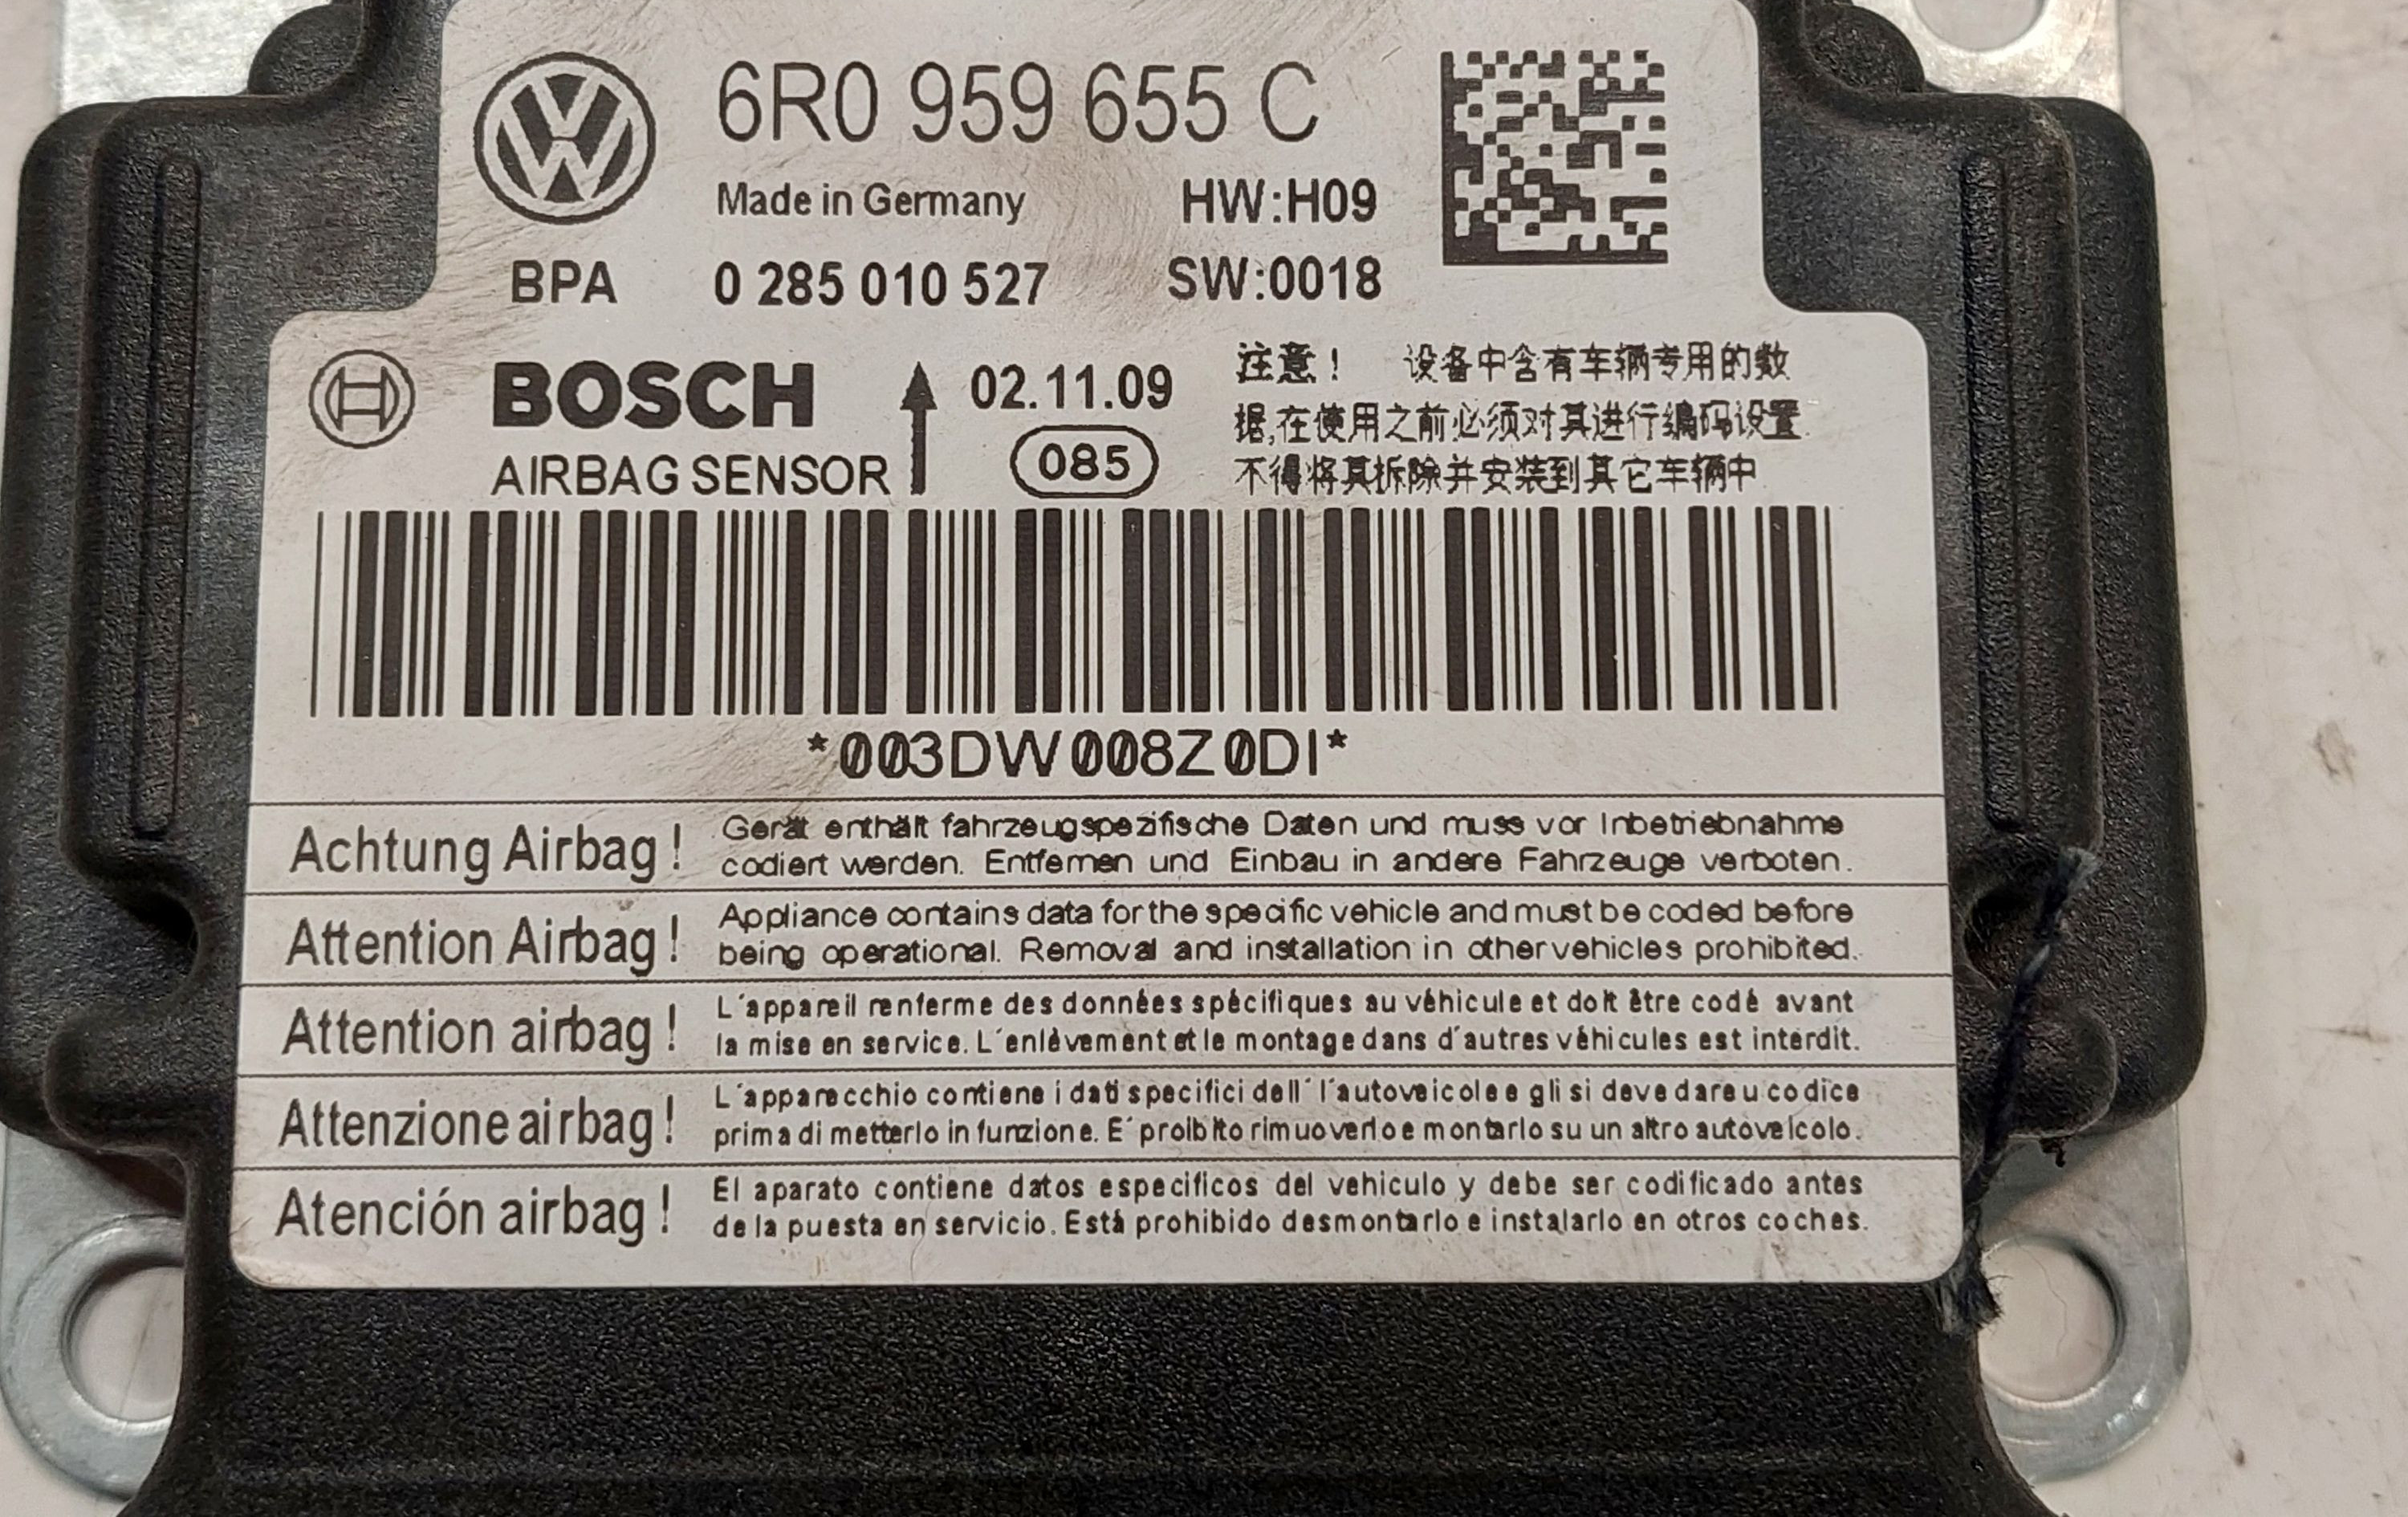 6R0 959 655 C
Made in Germany HW:H09
BPA 0 285 010 527 SW:0018
BOSCH 02.11.09
AIRBAG SENSOR 085
注意！ 设备中含有车辆专用的数
据,在使用之前必须对其进行编码设置.
不得将其拆除并安装到其它车辆中
*003DW008Z0DI*
Achtung Airbag! Gerät enthält fahrzeugspezifische Daten und muss vor Inbetriebnahme
codiert werden. Entfernen und Einbau in andere Fahrzeuge verboten.
Attention Airbag! Appliance contains data for the specific vehicle and must be coded before
being operational. Removal and installation in other vehicles prohibited.
Attention airbag! L´appareil renferme des données spécifiques au véhicule et doit être codé avant
la mise en service. L´enlèvement et le montage dans d´autres véhicules est interdit.
Attenzione airbag! L´apparecchio contiene i dati specifici dell´ l´autoveicolo e gli si deve dare u codice
prima di metterlo in funzione. E´ proibito rimuoverlo e montarlo su un altro autoveicolo.
Atención airbag! El aparato contiene datos especificos del vehiculo y debe ser codificado antes
de la puesta en servicio. Está prohibido desmontarlo e instalarlo en otros coches.